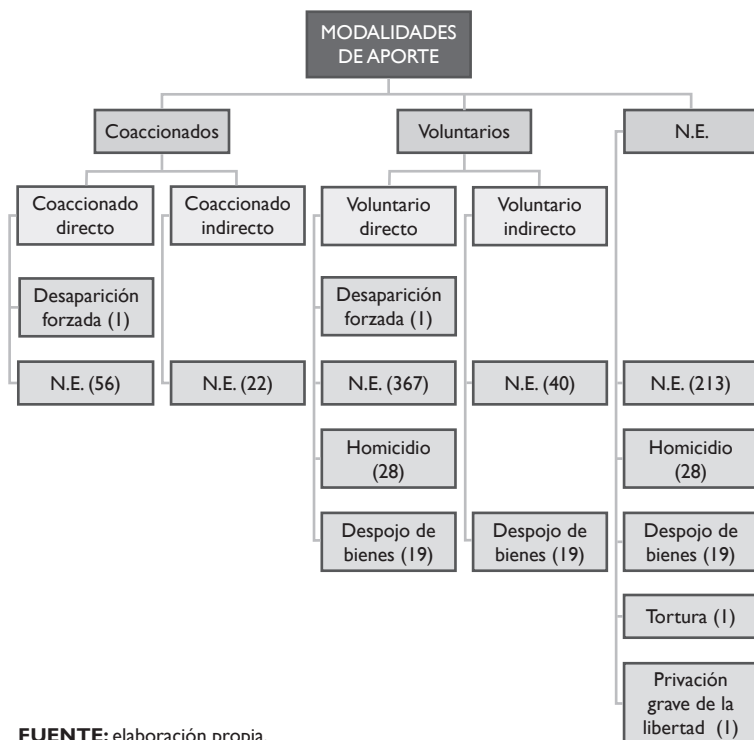 MODALIDADES
DE APORTE
Coaccionados
Voluntarios
N.E.
Coaccionado
directo
Coaccionado
indirecto
Voluntario
directo
Voluntario
indirecto
Desaparición
forzada (1)
Desaparición
forzada (1)
N.E. (56)
N.E. (22)
N.E. (367)
N.E. (40)
N.E. (213)
Homicidio
(28)
Homicidio
(28)
Despojo de
bienes (19)
Despojo de
bienes (19)
Despojo de
bienes (19)
Tortura (1)
Privación
grave de la
libertad (1)
FUENTE: elaboración propia.